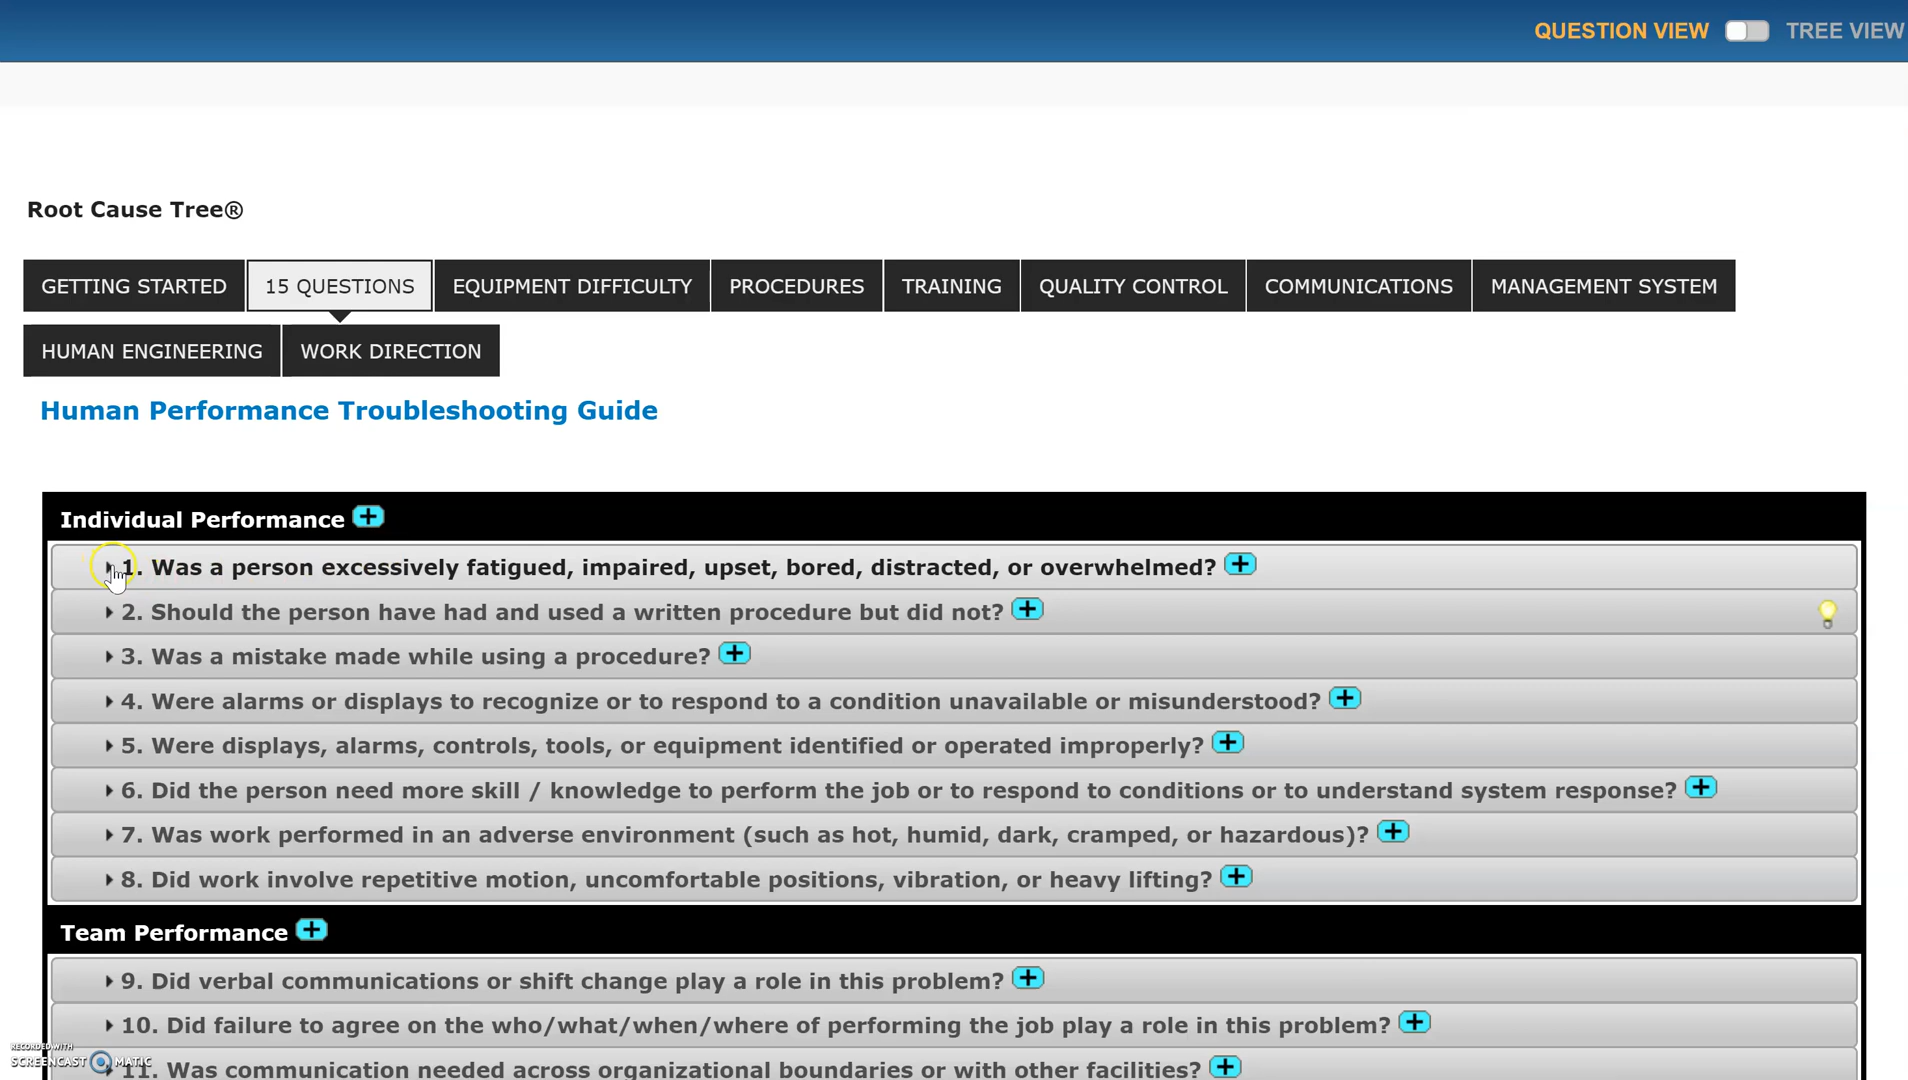 QUESTION VIEW TREE VIEW
Root Cause Tree®
GETTING STARTED 15 QUESTIONS EQUIPMENT DIFFICULTY PROCEDURES TRAINING QUALITY CONTROL COMMUNICATIONS MANAGEMENT SYSTEM
HUMAN ENGINEERING WORK DIRECTION
Human Performance Troubleshooting Guide
Individual Performance
1. Was a person excessively fatigued, impaired, upset, bored, distracted, or overwhelmed?
2. Should the person have had and used a written procedure but did not?
3. Was a mistake made while using a procedure?
4. Were alarms or displays to recognize or to respond to a condition unavailable or misunderstood?
5. Were displays, alarms, controls, tools, or equipment identified or operated improperly?
6. Did the person need more skill / knowledge to perform the job or to respond to conditions or to understand system response?
7. Was work performed in an adverse environment (such as hot, humid, dark, cramped, or hazardous)?
8. Did work involve repetitive motion, uncomfortable positions, vibration, or heavy lifting?
Team Performance
9. Did verbal communications or shift change play a role in this problem?
10. Did failure to agree on the who/what/when/where of performing the job play a role in this problem?
11. Was communication needed across organizational boundaries or with other facilities?
RECORDED WITH
SCREENCAST MATIC